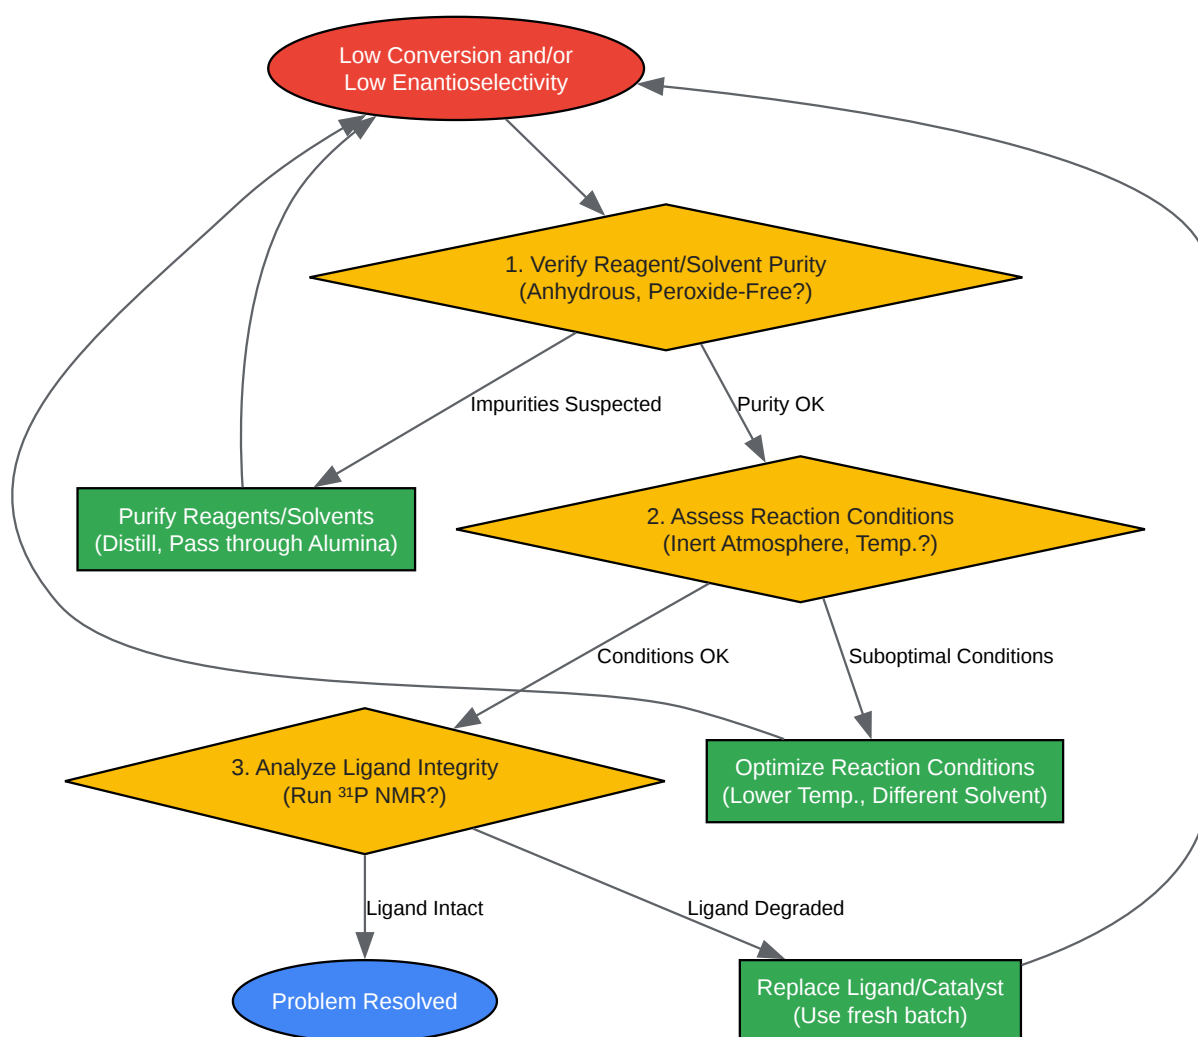 Low Conversion and/or
Low Enantioselectivity
1. Verify Reagent/Solvent Purity
(Anhydrous, Peroxide-Free?)
Impurities Suspected
Purity OK
Purify Reagents/Solvents
(Distill, Pass through Alumina)
2. Assess Reaction Conditions
(Inert Atmosphere, Temp.?)
Conditions OK
Suboptimal Conditions
3. Analyze Ligand Integrity
(Run ³¹P NMR?)
Optimize Reaction Conditions
(Lower Temp., Different Solvent)
Ligand Intact
Ligand Degraded
Problem Resolved
Replace Ligand/Catalyst
(Use fresh batch)